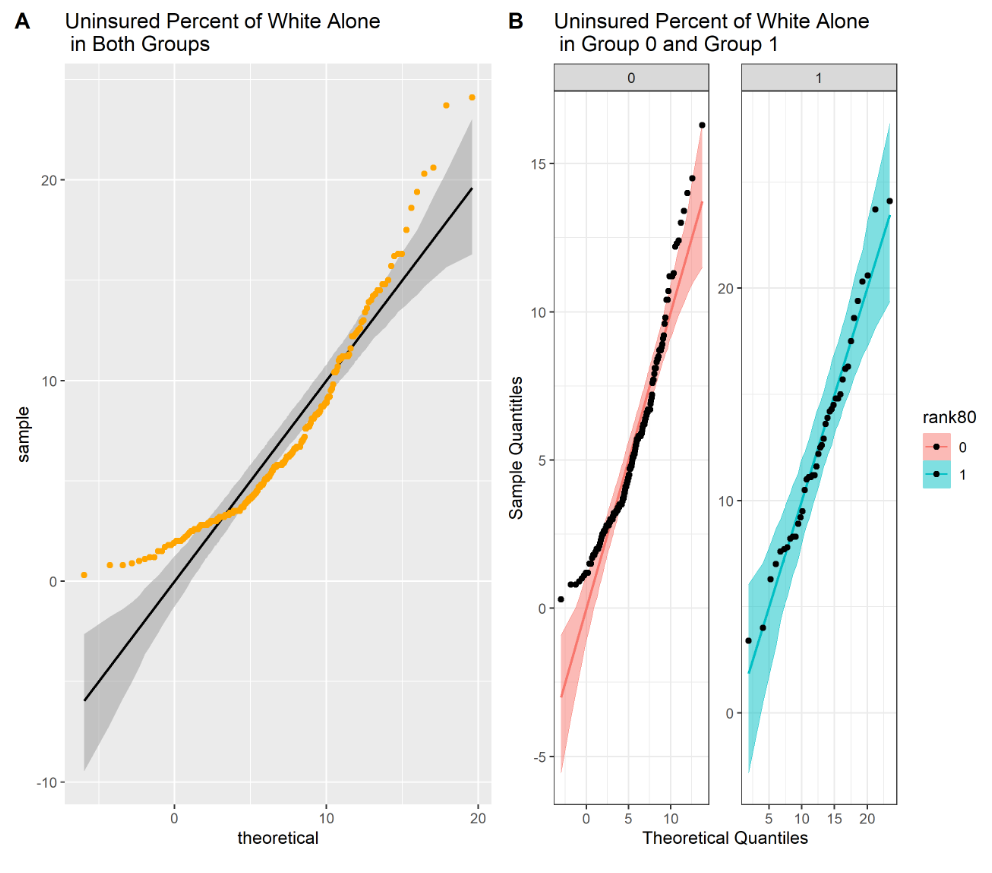 A
Uninsured Percent of White Alone
in Both Groups
20
10
0
-10
sample
0
10
20
theoretical
B
Uninsured Percent of White Alone
in Group 0 and Group 1
0
1
15
10
5
0
-5
Sample Quantitles
20
10
0
0
5
10
5
10
15
20
Theoretical Quantiles
rank80
0
1